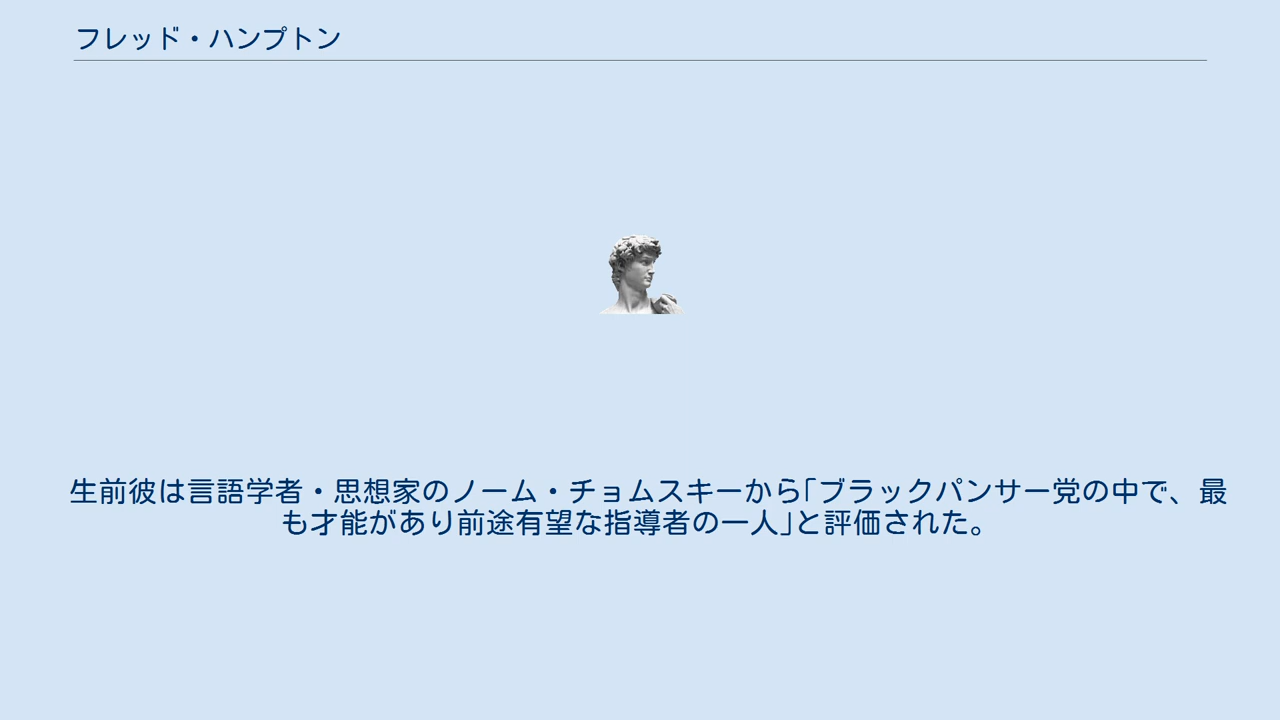 フレッド・ハンプトン
生前彼は言語学者・思想家のノーム・チョムスキーから｢ブラックパンサー党の中で、最
も才能があり前途有望な指導者の一人｣と評価された。